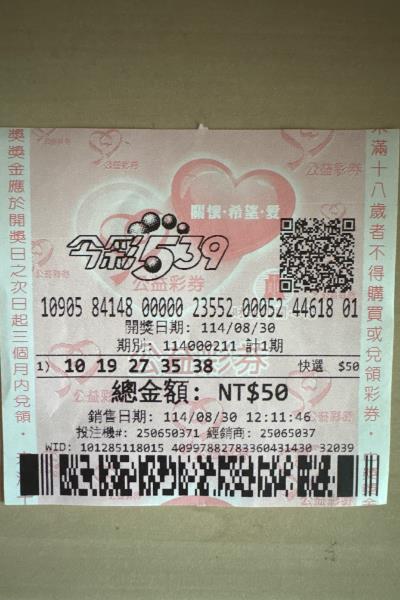 關懷·希望·愛
今彩539
公益彩券
10905 84148 00000 23552 00052 44618 01
開獎日期: 114/08/30
期別: 114000211 計1期
1) 10 19 27 35 38 快選 $50
總金額: NT$50
銷售日期: 114/08/30 12:11:46
投注機#: 250650371 經銷商: 25065037
WID: 101285118015 40997882783360431430 32039
獎獎金應於開獎日之次日起三個月內兌領。
未滿十八歲者不得購買或兌領彩券